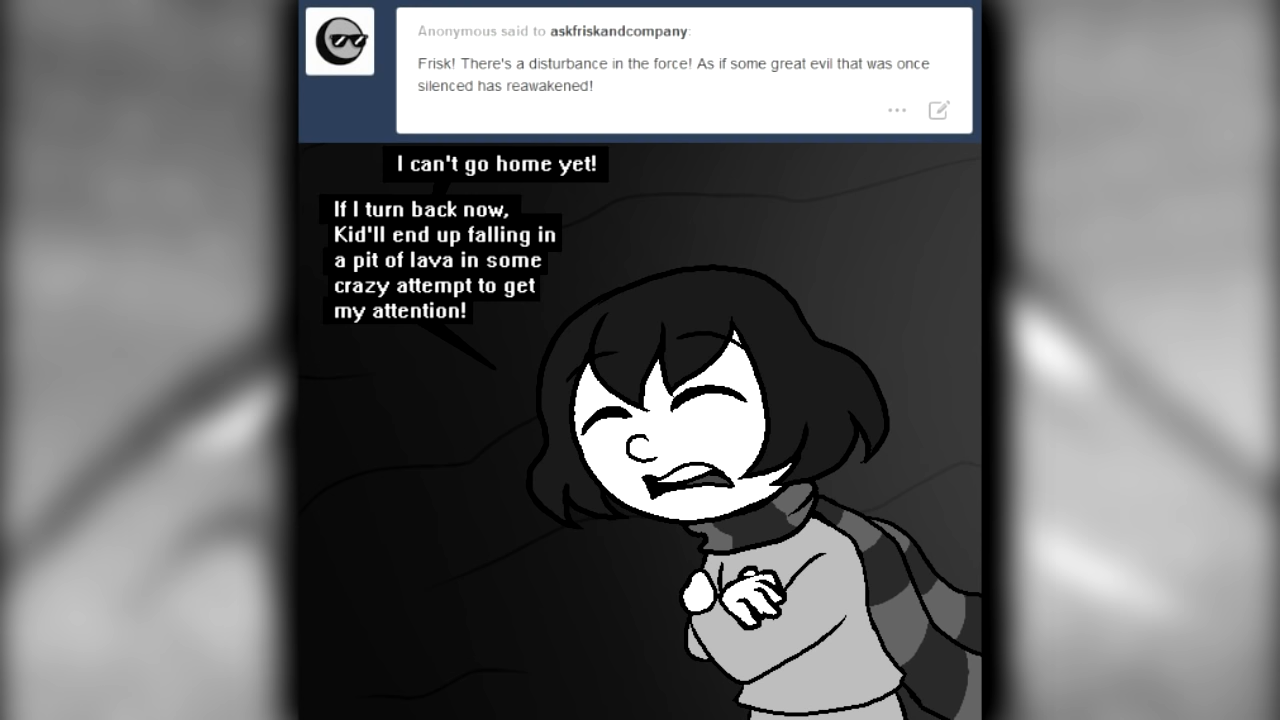 Anonymous said to askfriskandcompany:
Frisk! There's a disturbance in the force! As if some great evil that was once
silenced has reawakened!
I can't go home yet!
If I turn back now,
Kid'll end up falling in
a pit of lava in some
crazy attempt to get
my attention!